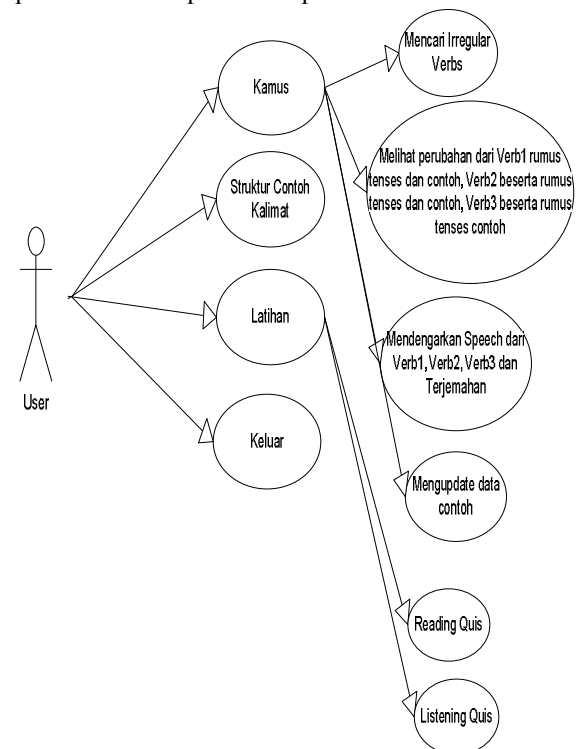 Kamus
Mencari Irregular
Verbs
Melihat perubahan dari Verb1 rumus
tenses dan contoh, Verb2 beserta rumus
tenses dan contoh, Verb3 beserta rumus
tenses contoh
Struktur Contoh
Kalimat
Latihan
Mendengarkan Speech dari
Verb1, Verb2, Verb3 dan
Terjemahan
User
Keluar
Mengupdate data
contoh
Reading Quis
Listening Quis